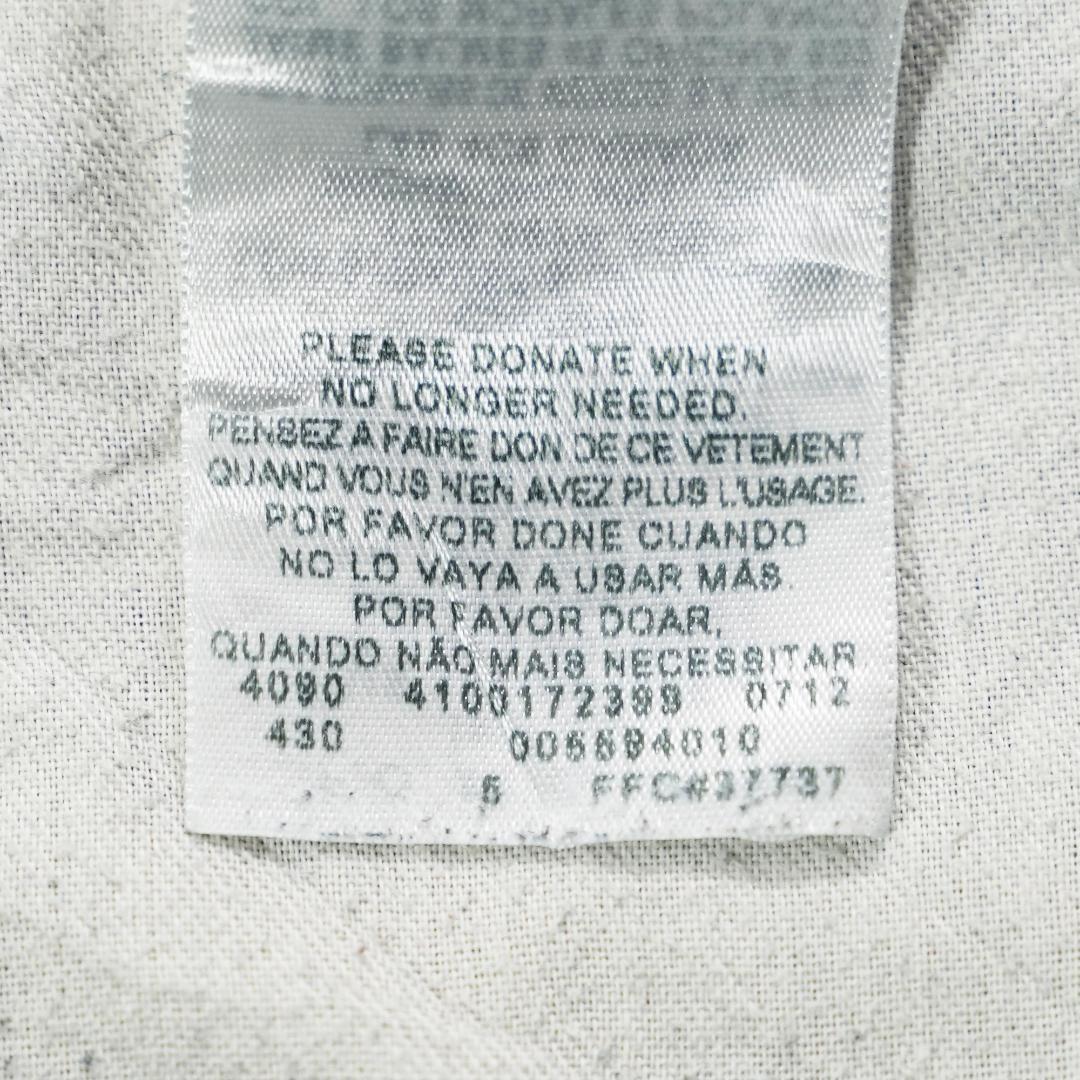 PLEASE DONATE WHEN
NO LONGER NEEDED.
PENSEZ A FAIRE DON DE CE VETEMENT
QUAND VOUS N'EN AVEZ PLUS L'USAGE.
POR FAVOR DONE CUANDO
NO LO VAYA A USAR MÁS.
POR FAVOR DOAR,
QUANDO NÃO MAIS NECESSITAR
4090 4100172399 0712
430
FFC#37737